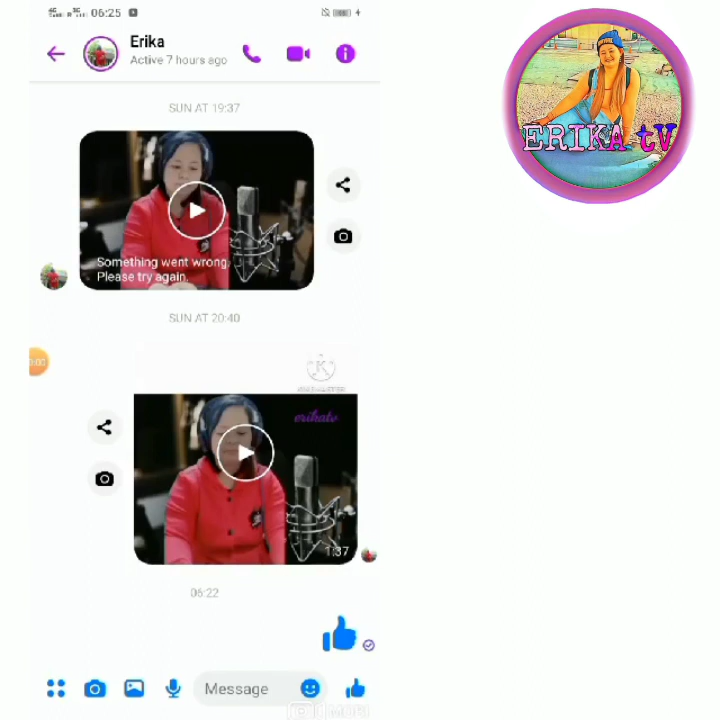 06:25
Erika
Active 7 hours ago
ERIKA tV
SUN AT 19:37
Something went wrong.
Please try again.
SUN AT 20:40
K
erikatv
1:37
06:22
Message